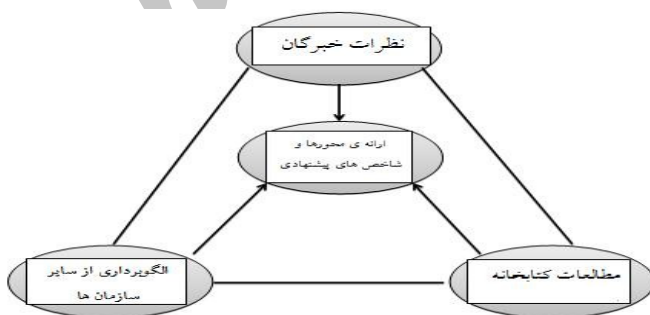 نظرات خبرگان
ارائه ی محورها و
شاخص های پیشنهادی
الگوبرداری از سایر
سازمان ها
مطالعات کتابخانه